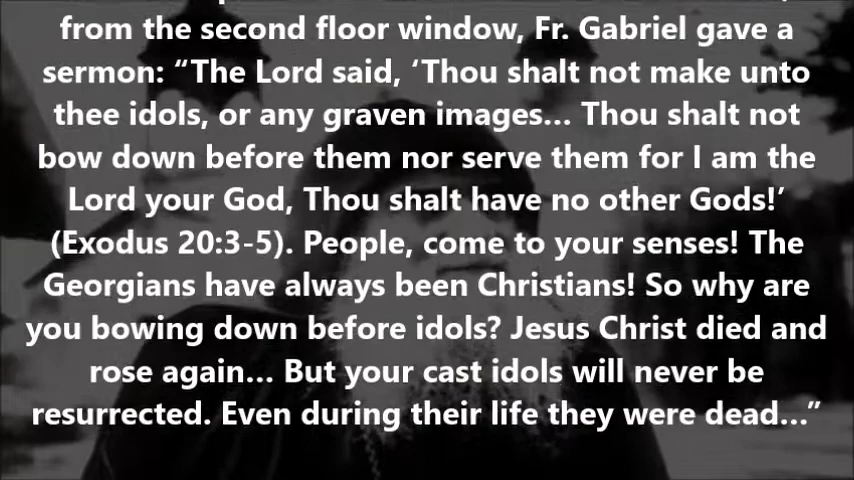 from the second floor window, Fr. Gabriel gave a
sermon: “The Lord said, ‘Thou shalt not make unto
thee idols, or any graven images... Thou shalt not
bow down before them nor serve them for I am the
Lord your God, Thou shalt have no other Gods!’
(Exodus 20:3-5). People, come to your senses! The
Georgians have always been Christians! So why are
you bowing down before idols? Jesus Christ died and
rose again... But your cast idols will never be
resurrected. Even during their life they were dead...”